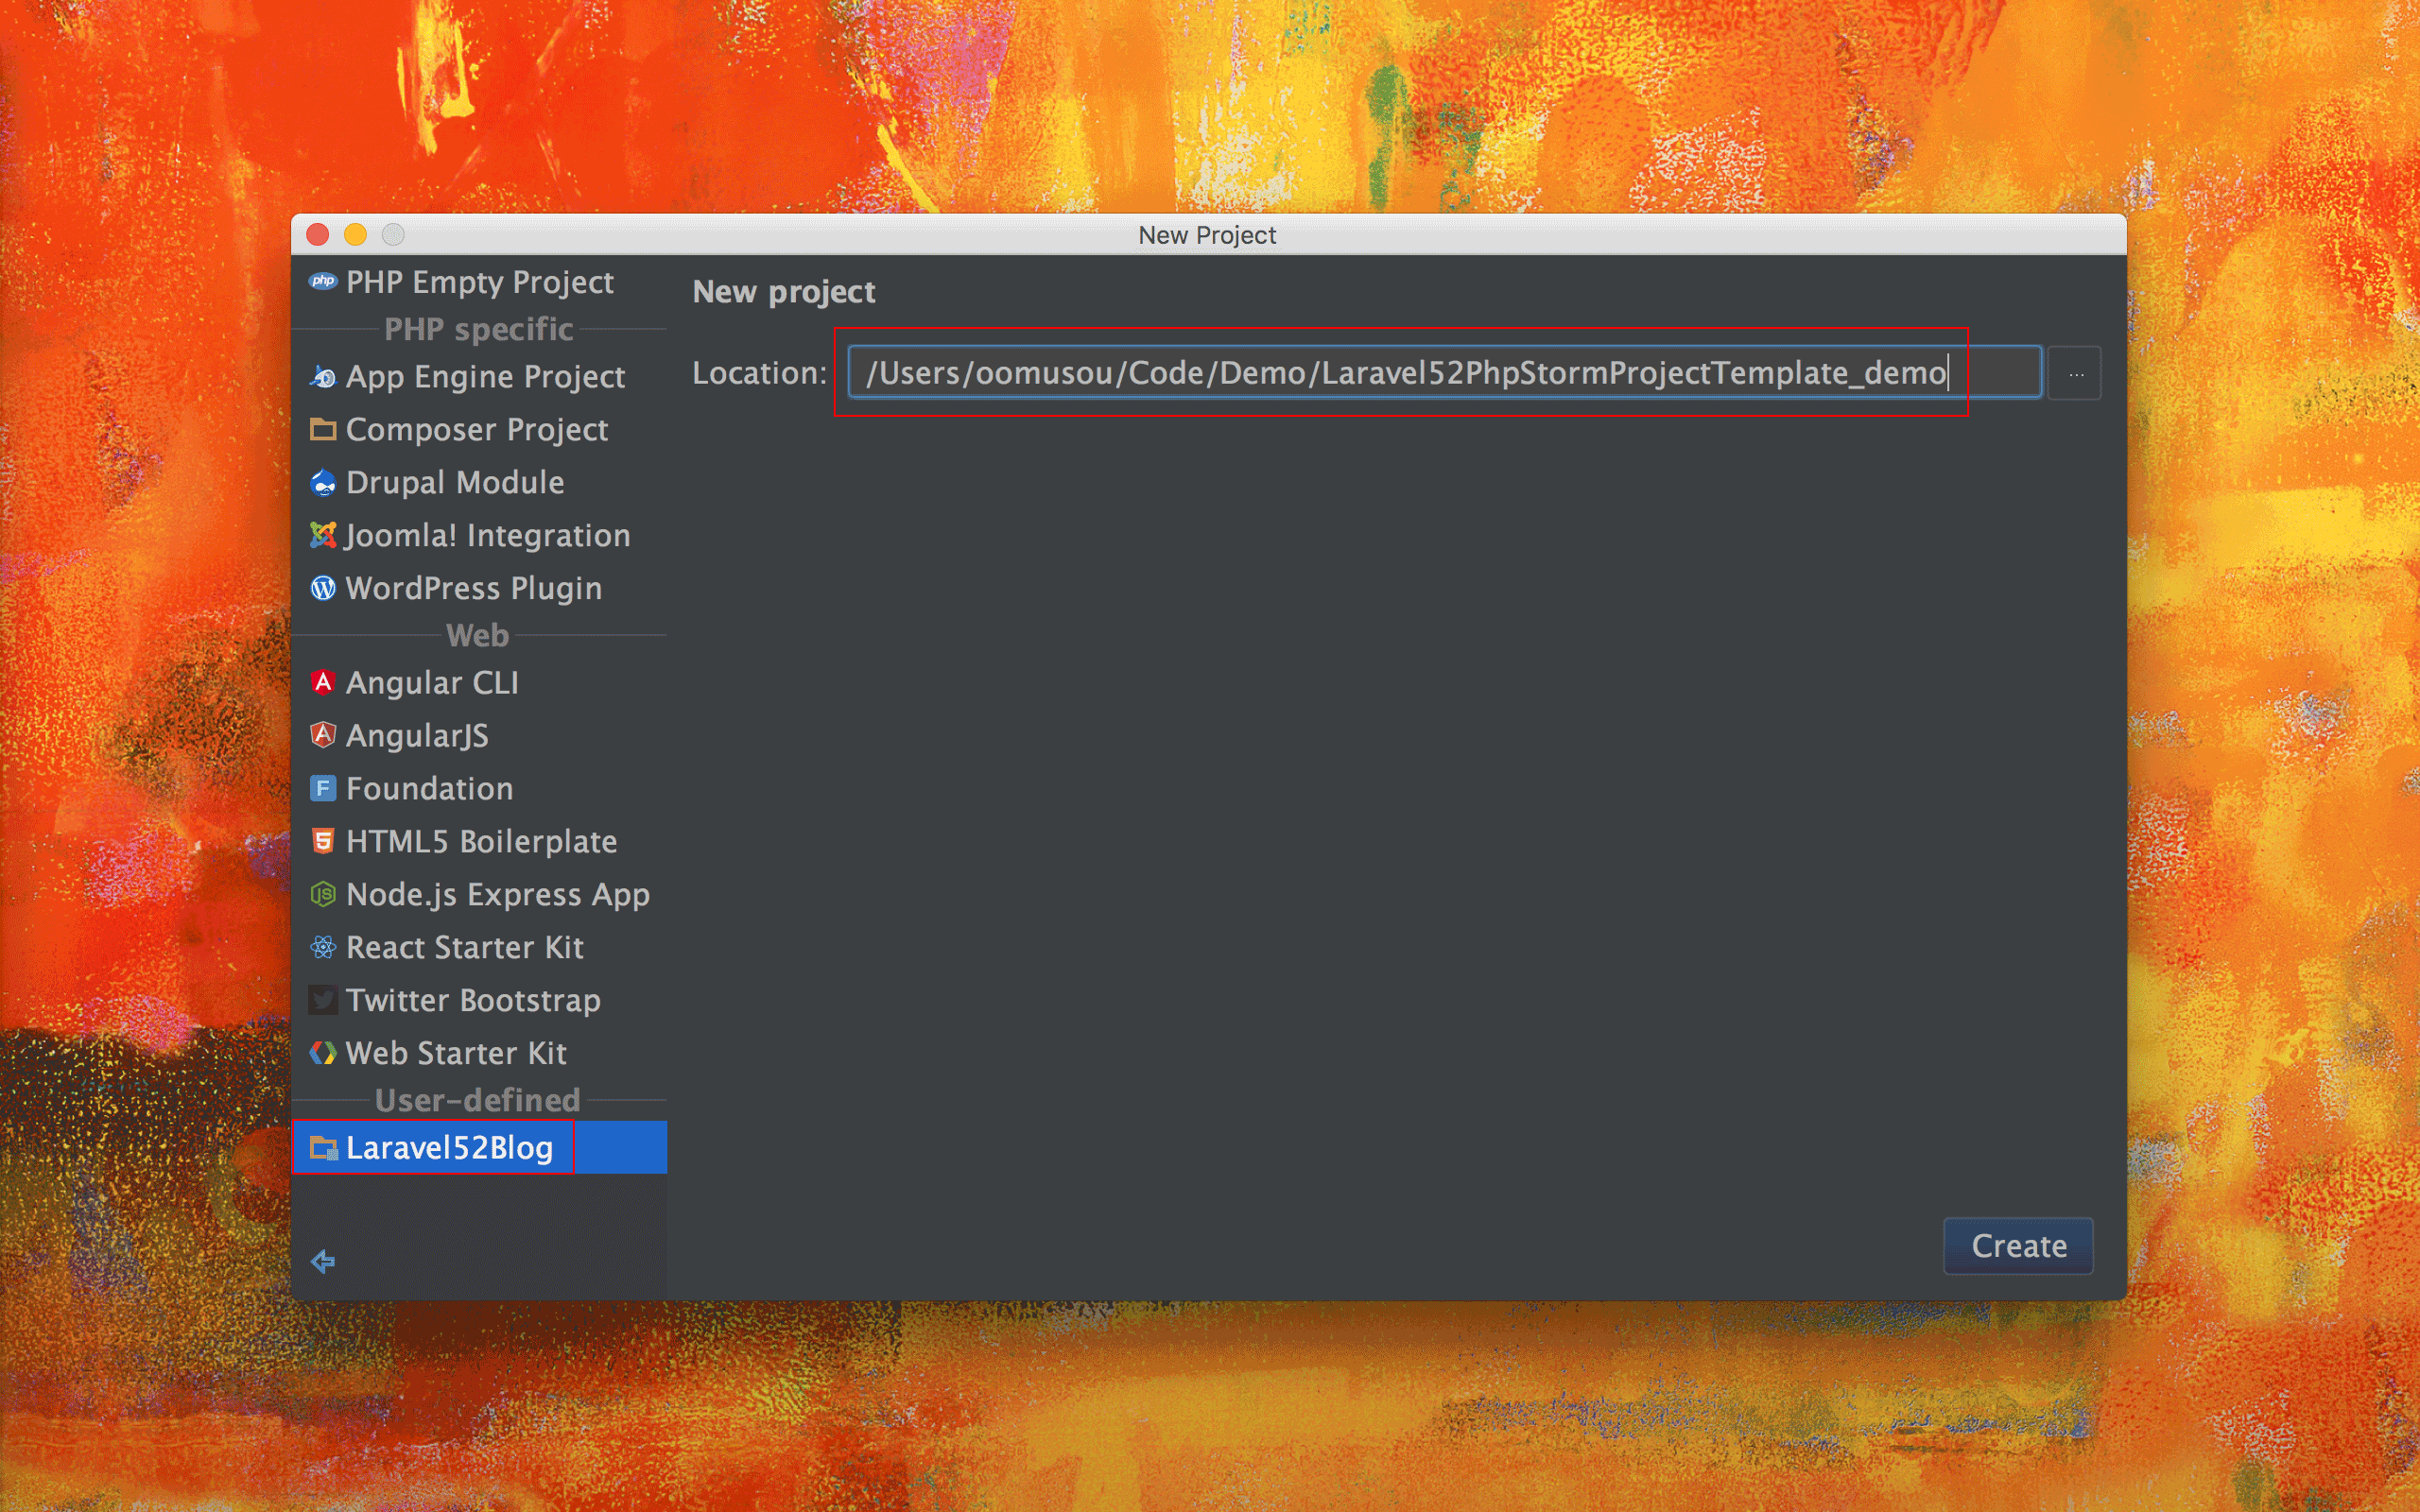 New Project
php PHP Empty Project
PHP specific
App Engine Project
Composer Project
Drupal Module
Joomla! Integration
WordPress Plugin
Web
Angular CLI
AngularJS
Foundation
HTML5 Boilerplate
Node.js Express App
React Starter Kit
Twitter Bootstrap
Web Starter Kit
User-defined
Laravel52Blog
New project
Location: /Users/oomusou/Code/Demo/Laravel52PhpStormProjectTemplate_demo ...
Create